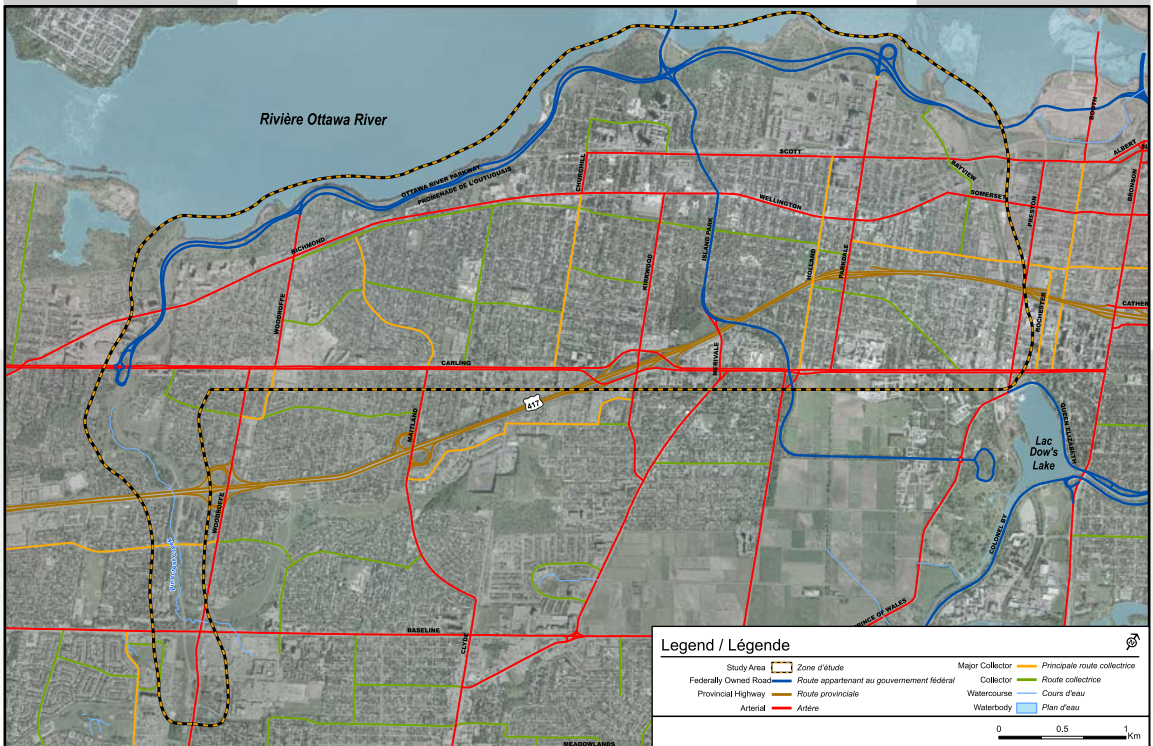 Rivière Ottawa River
OTTAWA RIVER PARKWAY
PROMENADE DE L'OUTUOUAIS
CHURCHILL
SCOTT
BOOTH
ALBERT
BAYVIEW
SOMERSET
PRESTON
BRONSON
WELLINGTON
RICHMOND
ISLAND PARK
KIRKWOOD
HOLLAND
PARKDALE
WOODROFFE
ROCHESTER
CATHER
CARLING
MERIVALE
417
MAITLAND
QUEEN ELIZABETH
Lac
Dow's
Lake
WOODROFFE
COLONEL BY
PRINCE OF WALES
BASELINE
CLYDE
MEADOWLANDS
Legend / Légende
Study Area Zone d'étude
Federally Owned Road Route appartenant au gouvernement fédéral
Provincial Highway Route provinciale
Arterial Artère
Major Collector Principale route collectrice
Collector Route collectrice
Watercourse Cours d'eau
Waterbody Plan d'eau
0 0.5 1
Km